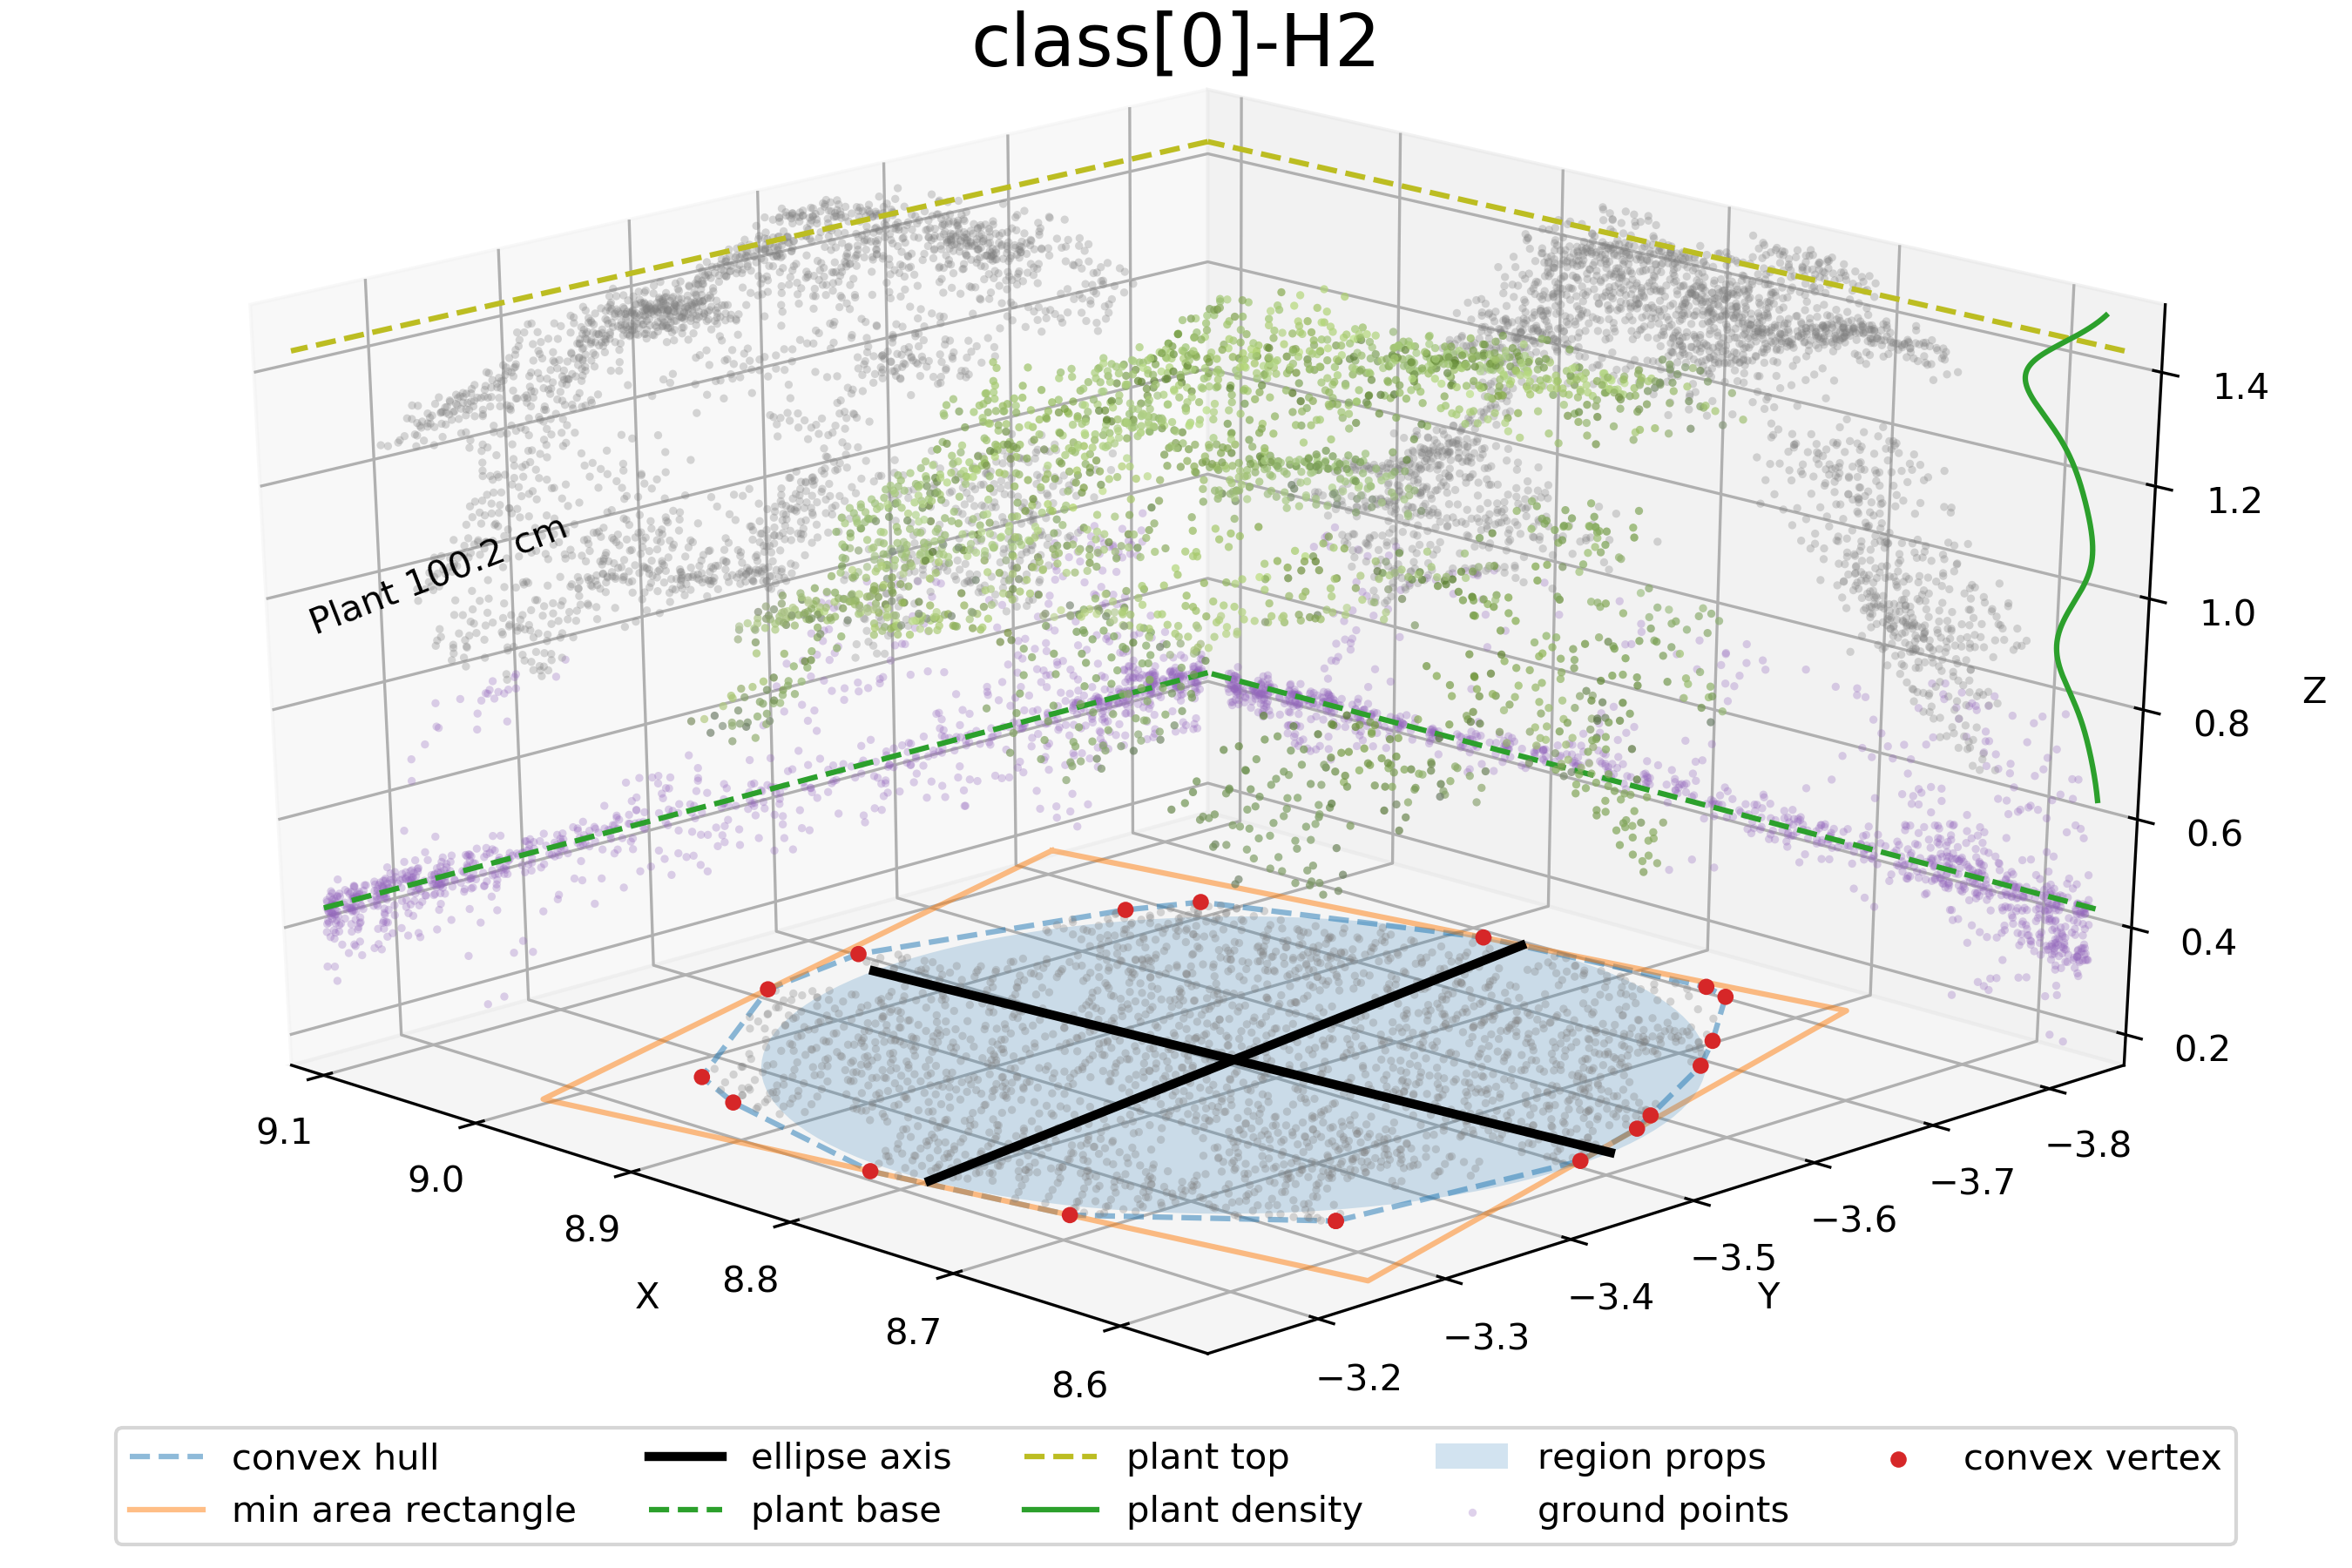 class[0]-H2
Plant 100.2 cm
1.4
1.2
1.0
0.8
0.6
0.4
0.2
Z
9.1
9.0
8.9
8.8
8.7
8.6
X
−3.8
−3.7
−3.6
−3.5
−3.4
−3.3
−3.2
Y
convex hull
min area rectangle
ellipse axis
plant base
plant top
plant density
region props
ground points
convex vertex